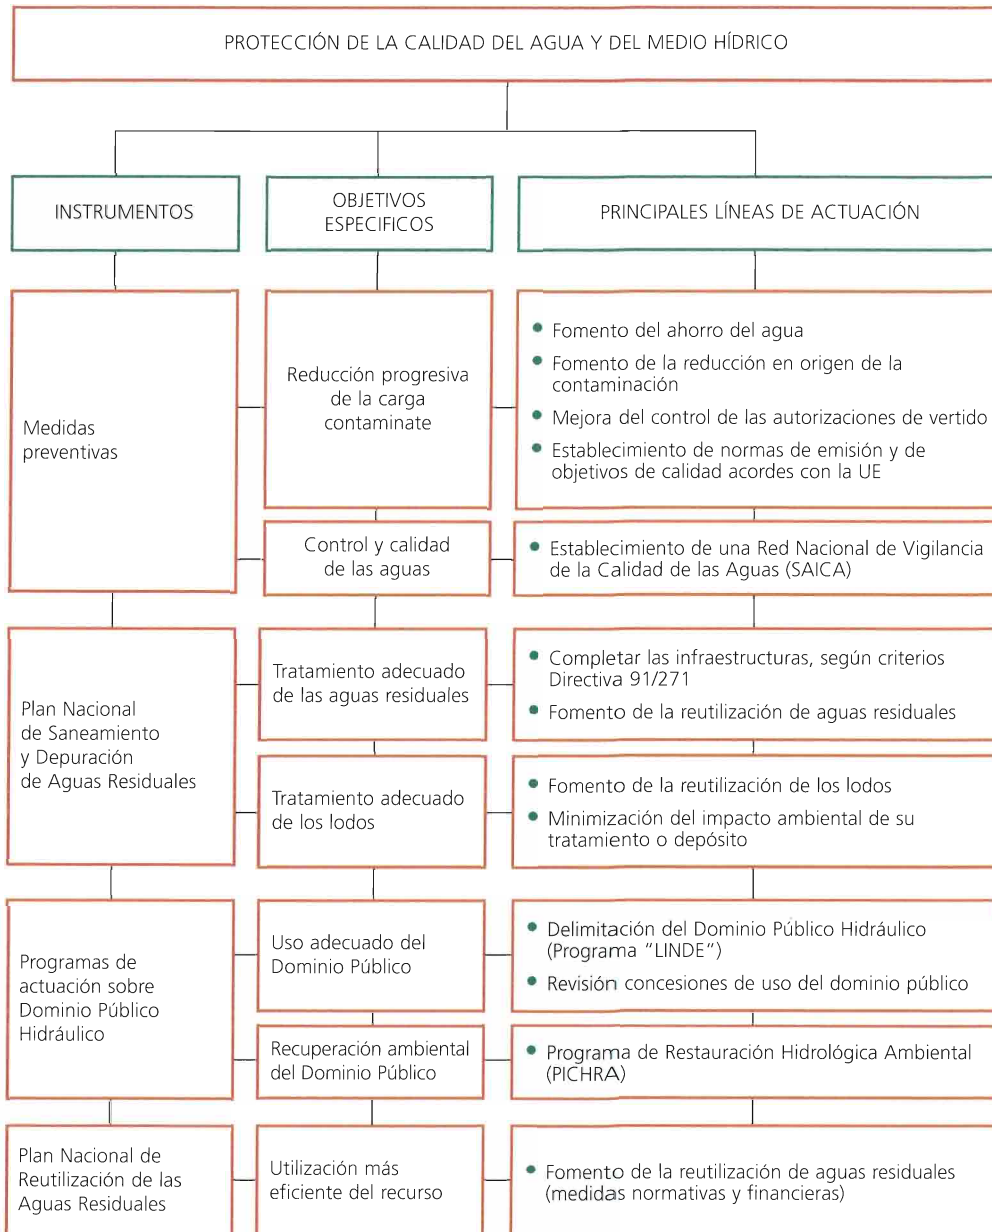 PROTECCIÓN DE LA CALIDAD DEL AGUA Y DEL MEDIO HÍDRICO
INSTRUMENTOS
OBJETIVOS
ESPECIFICOS
PRINCIPALES LÍNEAS DE ACTUACIÓN
Medidas
preventivas
Reducción progresiva
de la carga
contaminate
• Fomento del ahorro del agua
• Fomento de la reducción en origen de la
contaminación
• Mejora del control de las autorizaciones de vertido
• Establecimiento de normas de emisión y de
objetivos de calidad acordes con la UE
Control y calidad
de las aguas
• Establecimiento de una Red Nacional de Vigilancia
de la Calidad de las Aguas (SAICA)
Plan Nacional
de Saneamiento
y Depuración
de Aguas Residuales
Tratamiento adecuado
de las aguas residuales
• Completar las infraestructuras, según criterios
Directiva 91/271
• Fomento de la reutilización de aguas residuales
Tratamiento adecuado
de los lodos
• Fomento de la reutilización de los lodos
• Minimización del impacto ambiental de su
tratamiento o depósito
Programas de
actuación sobre
Dominio Público
Hidráulico
Uso adecuado del
Dominio Público
• Delimitación del Dominio Público Hidráulico
(Programa "LINDE")
• Revisión concesiones de uso del dominio público
Recuperación ambiental
del Dominio Público
• Programa de Restauración Hidrológica Ambiental
(PICHRA)
Plan Nacional de
Reutilización de las
Aguas Residuales
Utilización más
eficiente del recurso
• Fomento de la reutilización de aguas residuales
(medidas normativas y financieras)